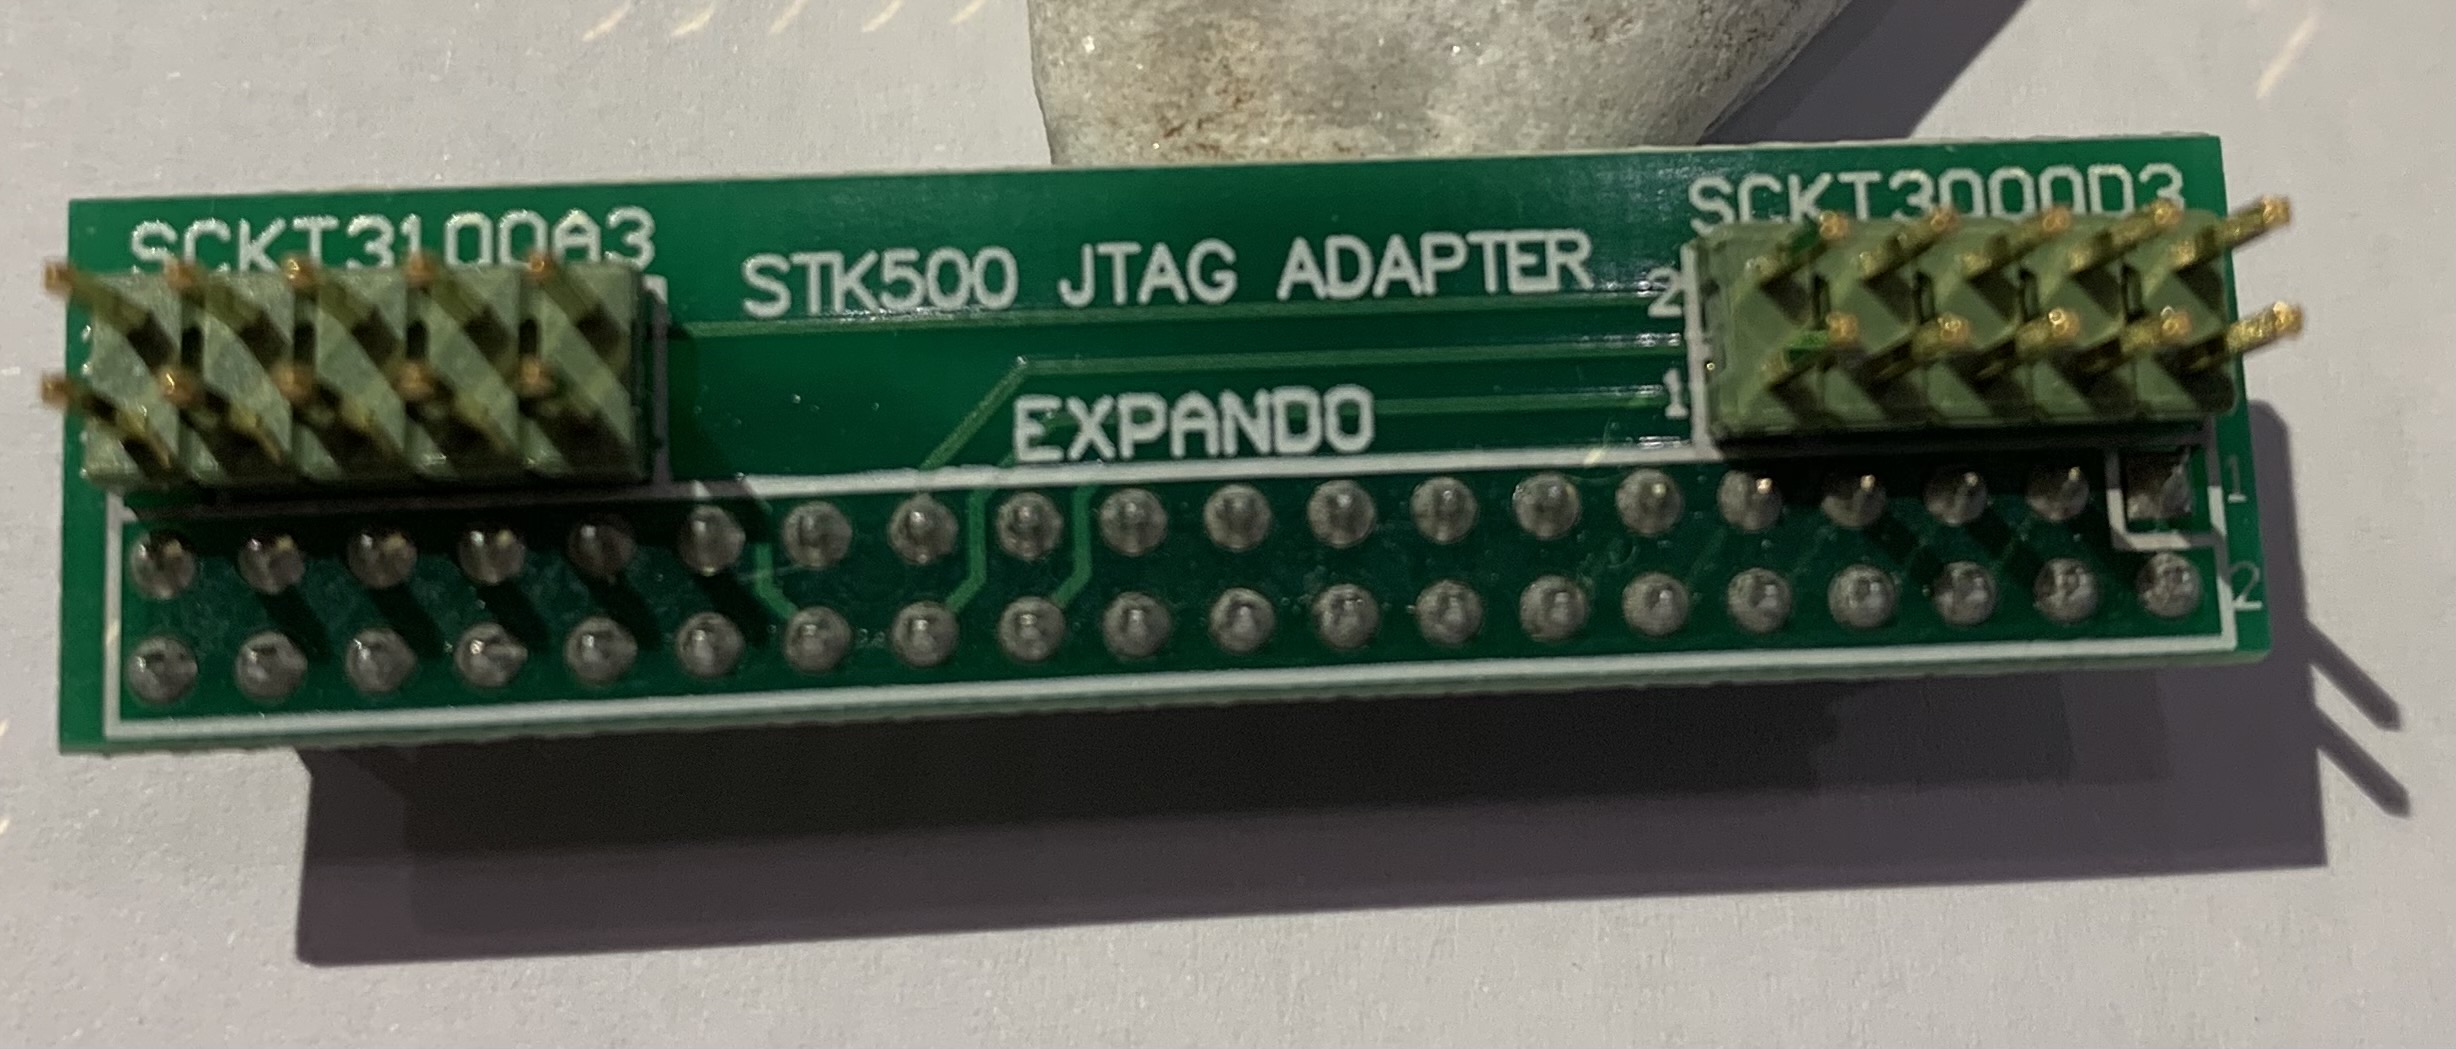 SCKT3100A3
SCKT3000D3
STK500 JTAG ADAPTER
2
1
EXPANDO
1
2